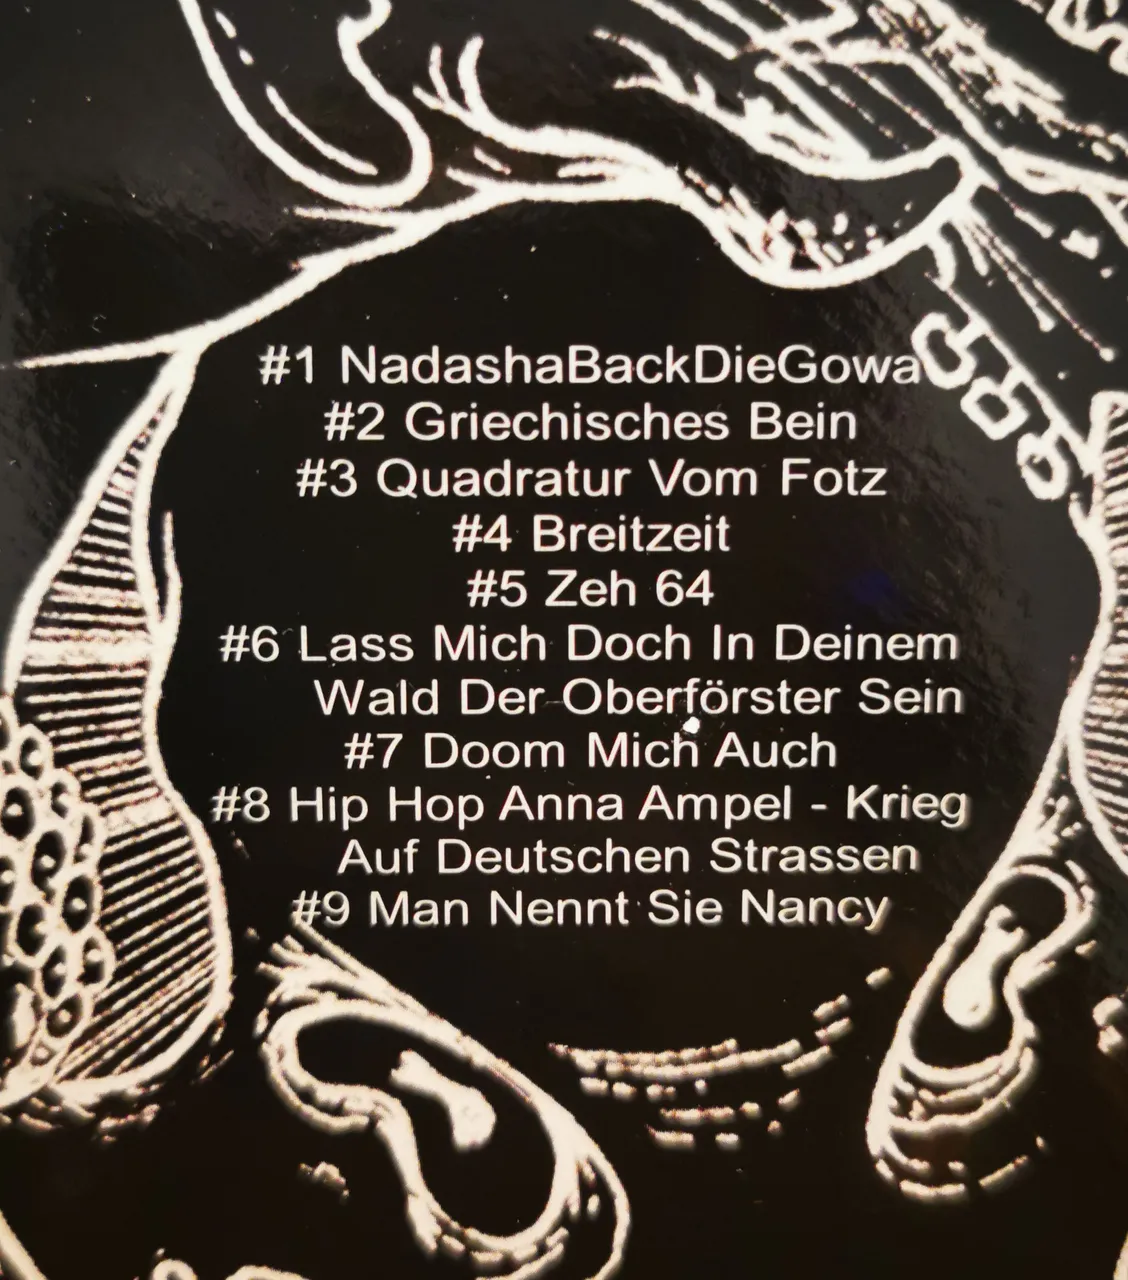 #1 NadashaBackDieGowa
#2 Griechisches Bein
#3 Quadratur Vom Fotz
#4 Breitzeit
#5 Zeh 64
#6 Lass Mich Doch In Deinem
Wald Der Oberförster Sein
#7 Doom Mich Auch
#8 Hip Hop Anna Ampel - Krieg
Auf Deutschen Strassen
#9 Man Nennt Sie Nancy